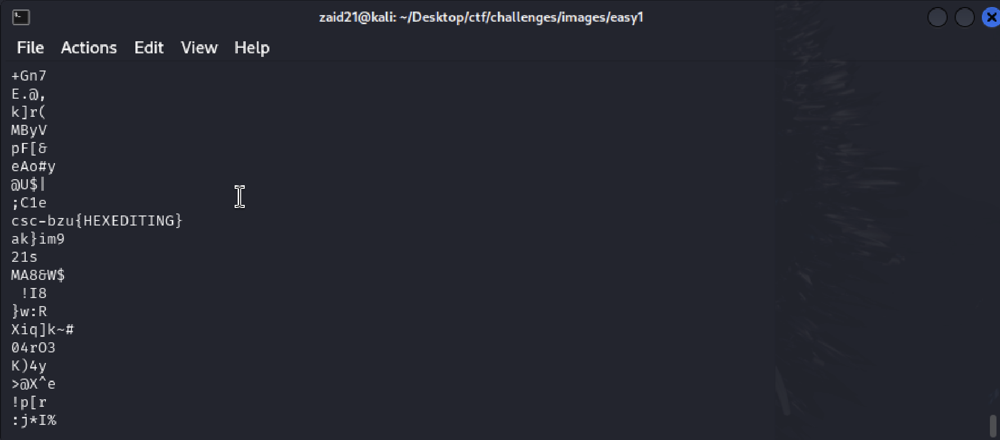 zaid21@kali: ~/Desktop/ctf/challenges/images/easy1
File Actions Edit View Help
+Gn7
E.@,
k]r(
MByV
pF[&
eAo#y
@U$|
;C1e
csc-bzu{HEXEDITING}
ak}im9
21s
MA8&W$
 !I8
}w:R
Xiq]k~#
04rO3
K)4y
>@X^e
!p[r
:j*I%